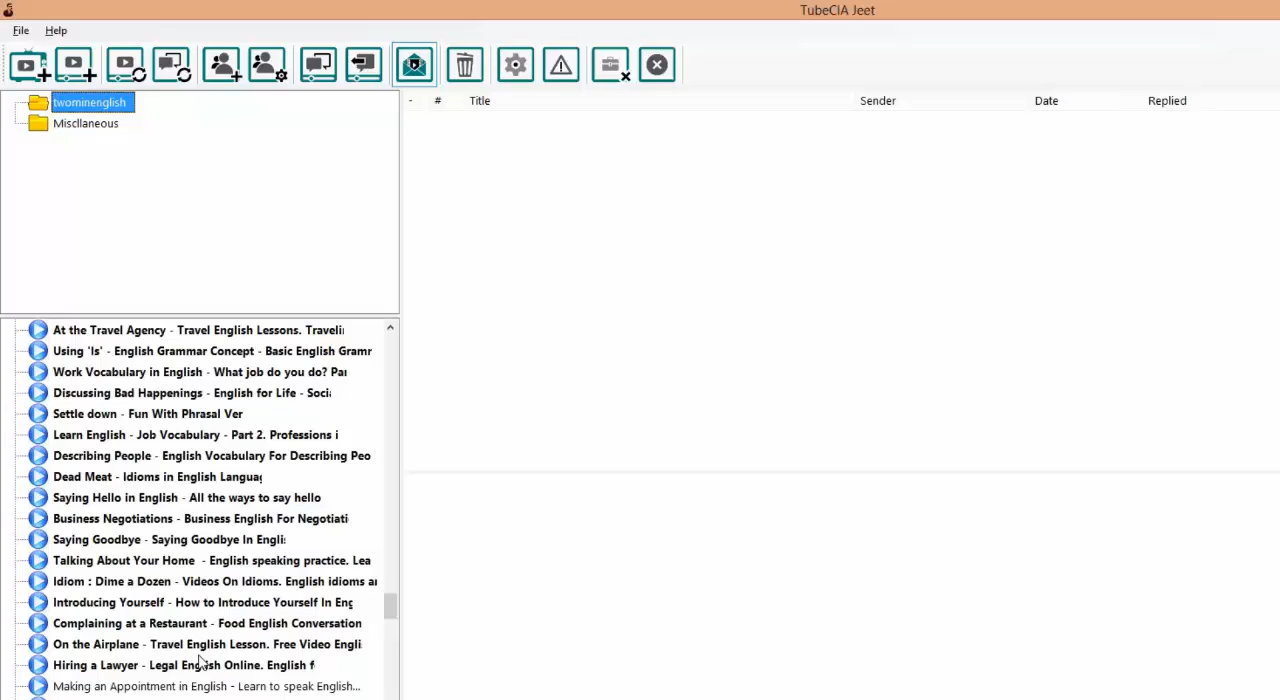 TubeCIA Jeet
File Help
twominenglish
Miscllaneous
- # Title Sender Date Replied
At the Travel Agency - Travel English Lessons. Traveli
Using 'Is' - English Grammar Concept - Basic English Gramr
Work Vocabulary in English - What job do you do? Pai
Discussing Bad Happenings - English for Life - Soci
Settle down - Fun With Phrasal Ver
Learn English - Job Vocabulary - Part 2. Professions i
Describing People - English Vocabulary For Describing Peo
Dead Meat - Idioms in English Languag
Saying Hello in English - All the ways to say hello
Business Negotiations - Business English For Negotiati
Saying Goodbye - Saying Goodbye In Engli
Talking About Your Home - English speaking practice. Lea
Idiom : Dime a Dozen - Videos On Idioms. English idioms ar
Introducing Yourself - How to Introduce Yourself In Eng
Complaining at a Restaurant - Food English Conversation
On the Airplane - Travel English Lesson. Free Video Engli
Hiring a Lawyer - Legal English Online. English f
Making an Appointment in English - Learn to speak English...